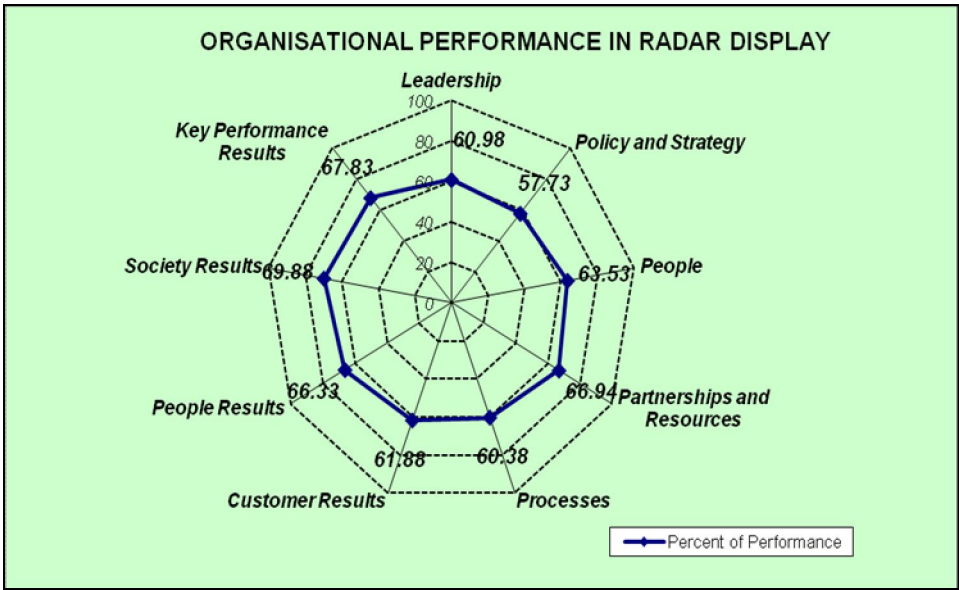 ORGANISATIONAL PERFORMANCE IN RADAR DISPLAY
Leadership
100
80
60
40
20
0
60.98
Policy and Strategy
57.73
People
63.53
Partnerships and
Resources
66.94
Processes
60.38
Customer Results
61.88
People Results
66.33
Society Results
69.88
Key Performance
Results
67.83
Percent of Performance